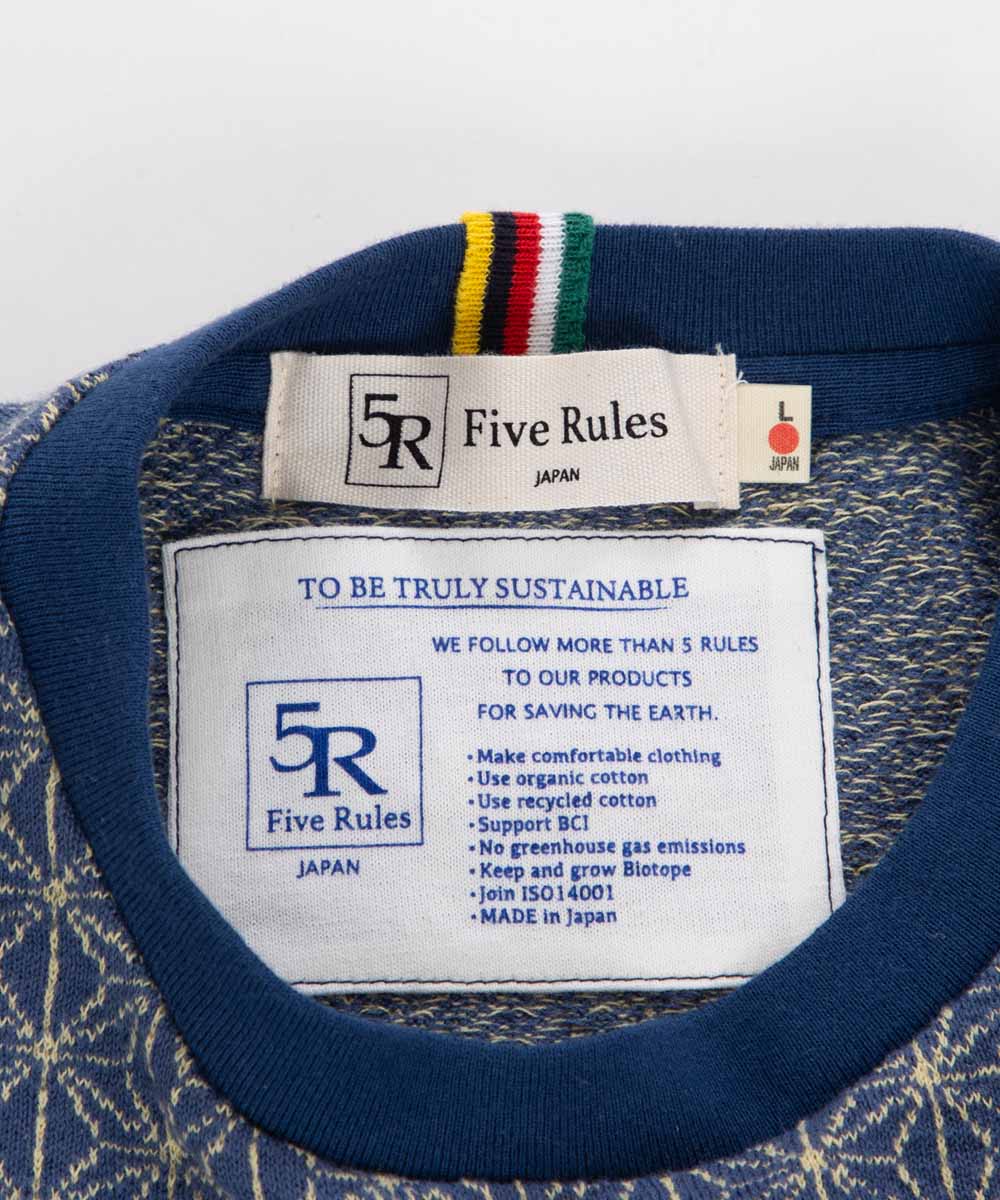 5R
Five Rules
JAPAN
L
JAPAN
TO BE TRULY SUSTAINABLE
WE FOLLOW MORE THAN 5 RULES
TO OUR PRODUCTS
FOR SAVING THE EARTH.
5R
Five Rules
JAPAN
・Make comfortable clothing
・Use organic cotton
・Use recycled cotton
・Support BCI
・No greenhouse gas emissions
・Keep and grow Biotope
・Join ISO14001
・MADE in Japan